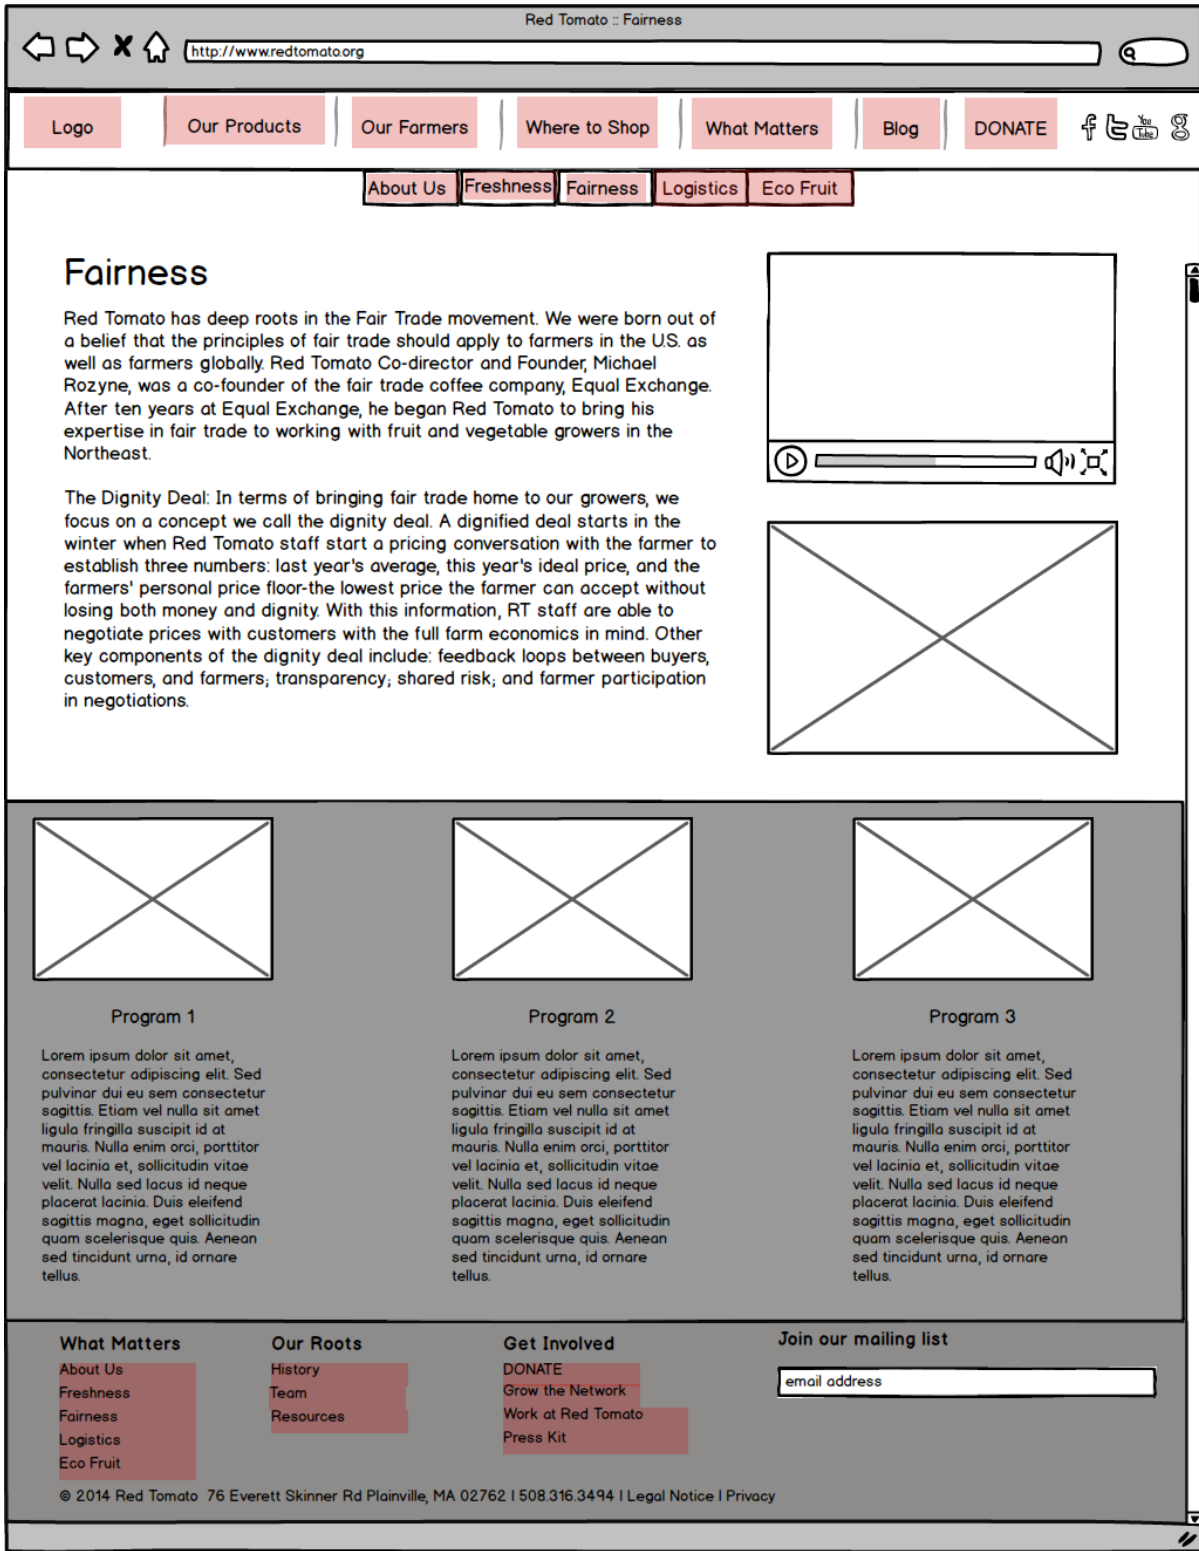 Red Tomato :: Fairness
http://www.redtomato.org
Logo
Our Products
Our Farmers
Where to Shop
What Matters
Blog
DONATE
You
Tube
About Us
Freshness
Fairness
Logistics
Eco Fruit
Fairness
Red Tomato has deep roots in the Fair Trade movement. We were born out of
a belief that the principles of fair trade should apply to farmers in the U.S. as
well as farmers globally. Red Tomato Co-director and Founder, Michael
Rozyne, was a co-founder of the fair trade coffee company, Equal Exchange.
After ten years at Equal Exchange, he began Red Tomato to bring his
expertise in fair trade to working with fruit and vegetable growers in the
Northeast.
The Dignity Deal: In terms of bringing fair trade home to our growers, we
focus on a concept we call the dignity deal. A dignified deal starts in the
winter when Red Tomato staff start a pricing conversation with the farmer to
establish three numbers: last year's average, this year's ideal price, and the
farmers' personal price floor-the lowest price the farmer can accept without
losing both money and dignity. With this information, RT staff are able to
negotiate prices with customers with the full farm economics in mind. Other
key components of the dignity deal include: feedback loops between buyers,
customers, and farmers; transparency; shared risk; and farmer participation
in negotiations.
Program 1
Lorem ipsum dolor sit amet,
consectetur adipiscing elit. Sed
pulvinar dui eu sem consectetur
sagittis. Etiam vel nulla sit amet
ligula fringilla suscipit id at
mauris. Nulla enim orci, porttitor
vel lacinia et, sollicitudin vitae
velit. Nulla sed lacus id neque
placerat lacinia. Duis eleifend
sagittis magna, eget sollicitudin
quam scelerisque quis. Aenean
sed tincidunt urna, id ornare
tellus.
Program 2
Lorem ipsum dolor sit amet,
consectetur adipiscing elit. Sed
pulvinar dui eu sem consectetur
sagittis. Etiam vel nulla sit amet
ligula fringilla suscipit id at
mauris. Nulla enim orci, porttitor
vel lacinia et, sollicitudin vitae
velit. Nulla sed lacus id neque
placerat lacinia. Duis eleifend
sagittis magna, eget sollicitudin
quam scelerisque quis. Aenean
sed tincidunt urna, id ornare
tellus.
Program 3
Lorem ipsum dolor sit amet,
consectetur adipiscing elit. Sed
pulvinar dui eu sem consectetur
sagittis. Etiam vel nulla sit amet
ligula fringilla suscipit id at
mauris. Nulla enim orci, porttitor
vel lacinia et, sollicitudin vitae
velit. Nulla sed lacus id neque
placerat lacinia. Duis eleifend
sagittis magna, eget sollicitudin
quam scelerisque quis. Aenean
sed tincidunt urna, id ornare
tellus.
What Matters
About Us
Freshness
Fairness
Logistics
Eco Fruit
Our Roots
History
Team
Resources
Get Involved
DONATE
Grow the Network
Work at Red Tomato
Press Kit
Join our mailing list
email address
© 2014 Red Tomato 76 Everett Skinner Rd Plainville, MA 02762 | 508.316.3494 | Legal Notice | Privacy